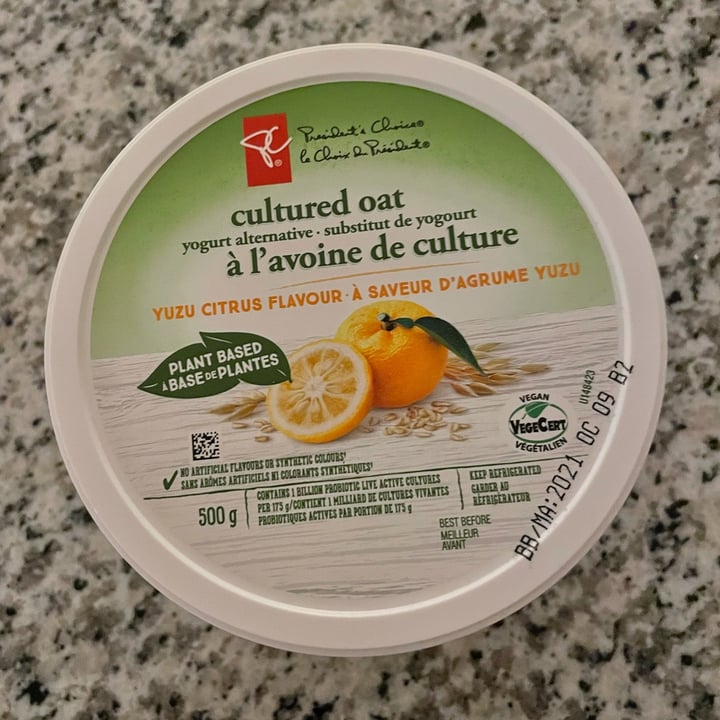 PC®
President's Choice®
le Choix du Président®
cultured oat
yogurt alternative · substitut de yogourt
à l'avoine de culture
YUZU CITRUS FLAVOUR · À SAVEUR D'AGRUME YUZU
PLANT BASED
À BASE DE PLANTES
VEGAN
VEGECERT
VÉGÉTALIEN
U148420
NO ARTIFICIAL FLAVOURS OR SYNTHETIC COLOURS¹
SANS ARÔMES ARTIFICIELS NI COLORANTS SYNTHÉTIQUES¹
500 g
CONTAINS 1 BILLION PROBIOTIC LIVE ACTIVE CULTURES
PER 175 g/CONTIENT 1 MILLIARD DE CULTURES VIVANTES
PROBIOTIQUES ACTIVES PAR PORTION DE 175 g
KEEP REFRIGERATED
GARDER AU
RÉFRIGÉRATEUR
BEST BEFORE
MEILLEUR
AVANT
BB/MA:2021 OC 09 B2